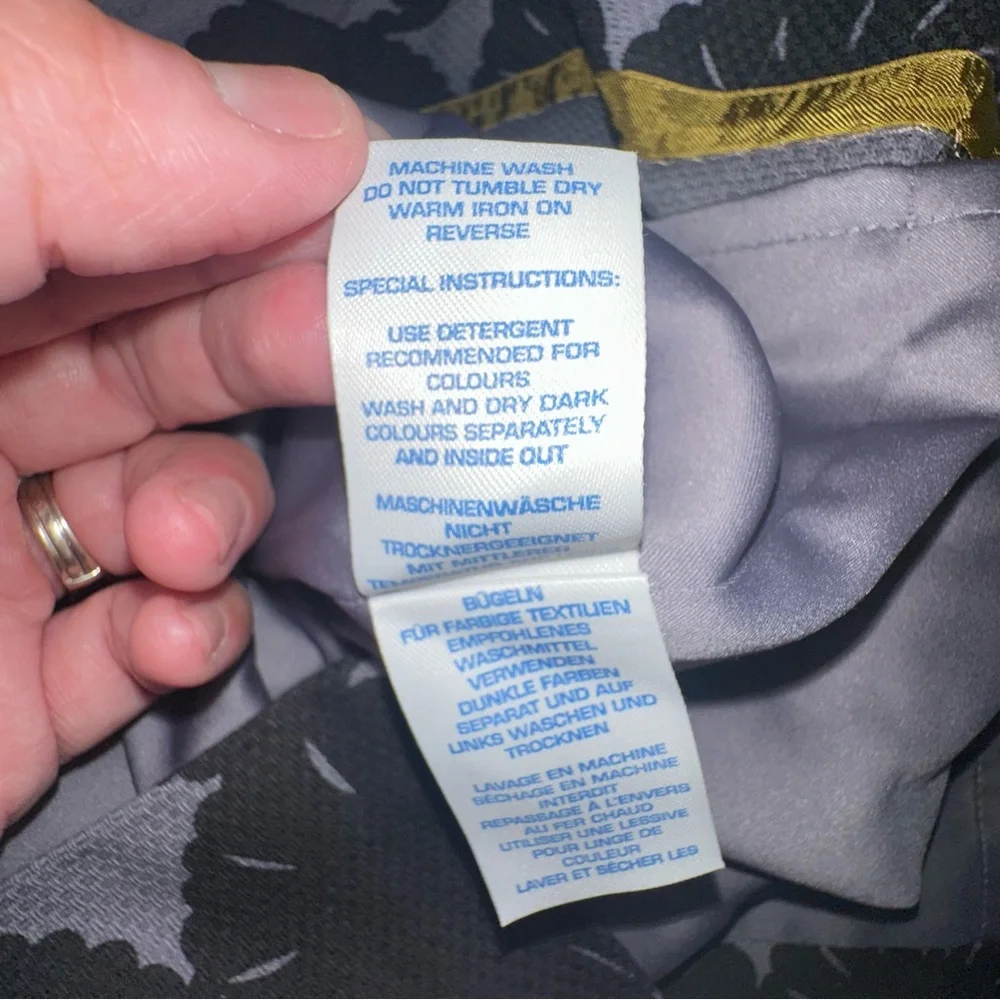 MACHINE WASH
DO NOT TUMBLE DRY
WARM IRON ON
REVERSE
SPECIAL INSTRUCTIONS:
USE DETERGENT
RECOMMENDED FOR
COLOURS
WASH AND DRY DARK
COLOURS SEPARATELY
AND INSIDE OUT
MASCHINENWÄSCHE
NICHT
TROCKNERGEEIGNET
MIT MITTLERER
BÜGELN
FÜR FARBIGE TEXTILIEN
EMPFOHLENES
WASCHMITTEL
VERWENDEN
DUNKLE FARBEN
SEPARAT UND AUF
LINKS WASCHEN UND
TROCKNEN
LAVAGE EN MACHINE
SÉCHAGE EN MACHINE
INTERDIT
REPASSAGE À L'ENVERS
AU FER CHAUD
UTILISER UNE LESSIVE
POUR LINGE DE
COULEUR
LAVER ET SÉCHER LES